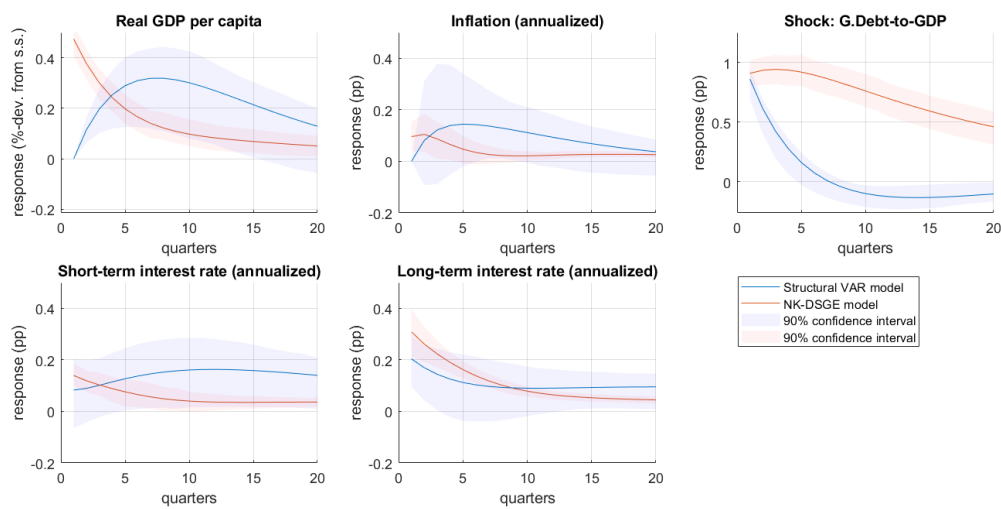 Real GDP per capita
response (%-dev. from s.s.)
0.4
0.2
0
-0.2
0
5
10
15
20
quarters
Inflation (annualized)
response (pp)
0.4
0.2
0
-0.2
0
5
10
15
20
quarters
Shock: G.Debt-to-GDP
response (pp)
1
0.5
0
0
5
10
15
20
quarters
Short-term interest rate (annualized)
response (pp)
0.4
0.2
0
-0.2
0
5
10
15
20
quarters
Long-term interest rate (annualized)
response (pp)
0.4
0.2
0
-0.2
0
5
10
15
20
quarters
Structural VAR model
NK-DSGE model
90% confidence interval
90% confidence interval